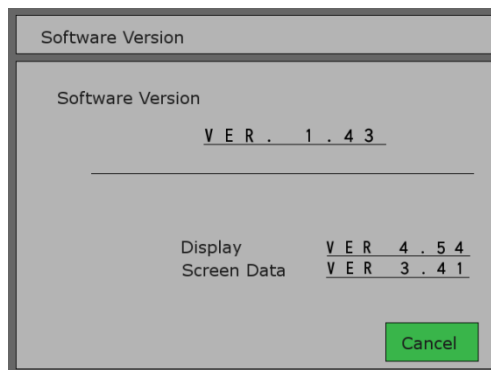 Software Version
Software Version
VER. 1.43
Display VER 4.54
Screen Data VER 3.41
Cancel